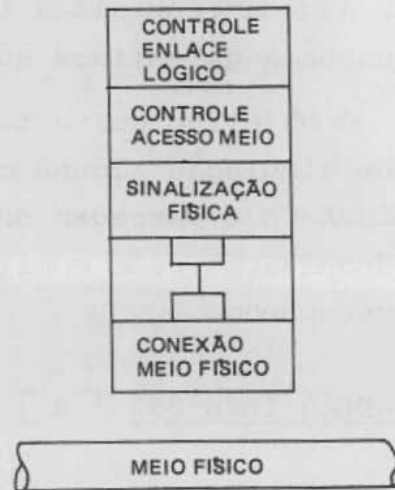 CONTROLE
ENLACE
LÓGICO
CONTROLE
ACESSO MEIO
SINALIZAÇÃO
FÍSICA
CONEXÃO
MEIO FÍSICO
MEIO FÍSICO